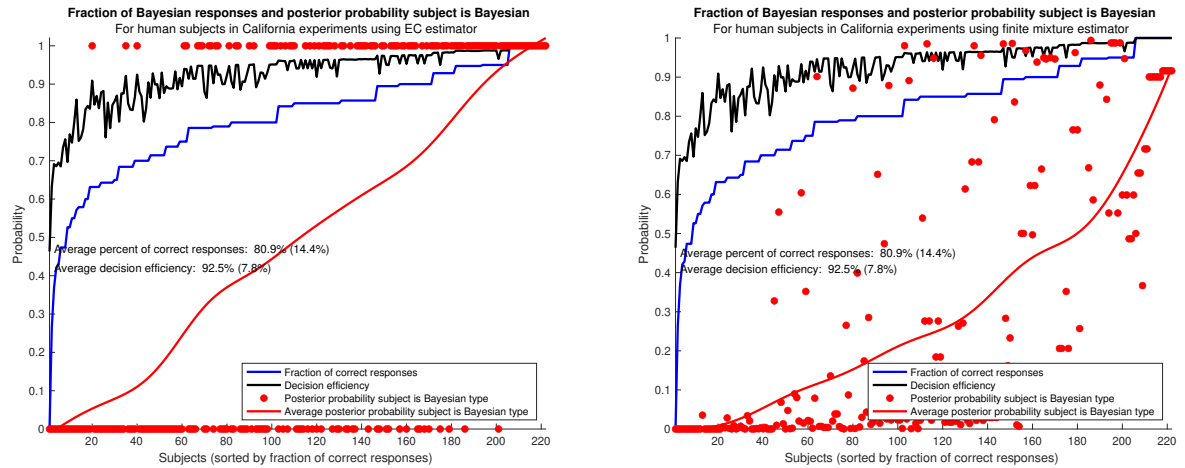 Fraction of Bayesian responses and posterior probability subject is Bayesian
For human subjects in California experiments using EC estimator
1
0.9
0.8
0.7
0.6
0.5
0.4
0.3
0.2
0.1
0
Probability
Average percent of correct responses: 80.9% (14.4%)
Average decision efficiency: 92.5% (7.8%)
Fraction of correct responses
Decision efficiency
Posterior probability subject is Bayesian type
Average posterior probability subject is Bayesian type
20 40 60 80 100 120 140 160 180 200 220
Subjects (sorted by fraction of correct responses)
Fraction of Bayesian responses and posterior probability subject is Bayesian
For human subjects in California experiments using finite mixture estimator
1
0.9
0.8
0.7
0.6
0.5
0.4
0.3
0.2
0.1
0
Probability
Average percent of correct responses: 80.9% (14.4%)
Average decision efficiency: 92.5% (7.8%)
Fraction of correct responses
Decision efficiency
Posterior probability subject is Bayesian type
Average posterior probability subject is Bayesian type
20 40 60 80 100 120 140 160 180 200 220
Subjects (sorted by fraction of correct responses)